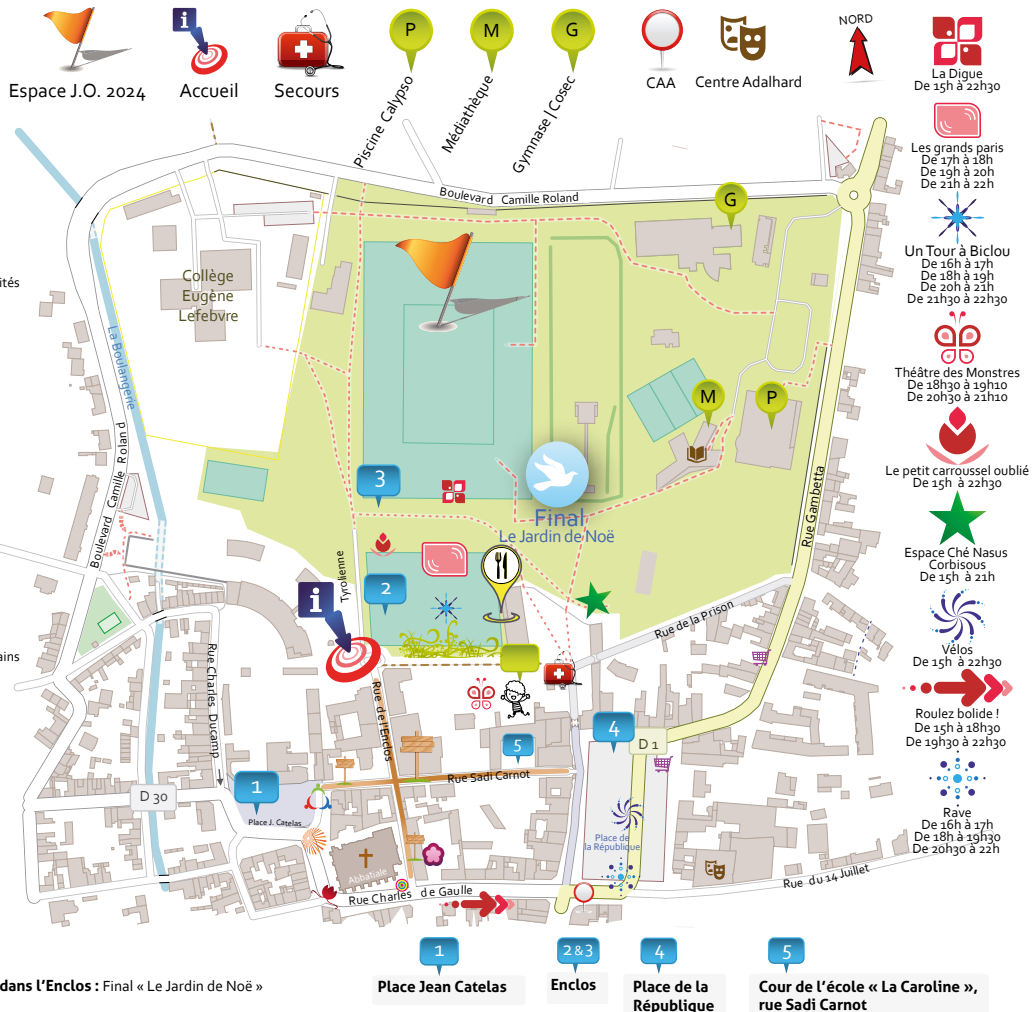 i
P
M
G
NORD
Espace J.O. 2024
Accueil
Secours
Piscine Calypso
Médiathèque
Gymnase | Cosec
CAA
Centre Adalhard
La Digue
De 15h à 22h30
Les grands paris
De 17h à 18h
De 19h à 20h
De 21h à 22h
Un Tour à Biclou
De 16h à 17h
De 18h à 19h
De 20h à 21h
De 21h30 à 22h30
Théâtre des Monstres
De 18h30 à 19h10
De 20h30 à 21h10
Le petit carroussel oublié
De 15h à 22h30
Espace Ché Nasus
Corbisous
De 15h à 21h
Vélos
De 15h à 22h30
Roulez bolide !
De 15h à 18h30
De 19h30 à 22h30
Rave
De 16h à 17h
De 18h à 19h30
De 20h30 à 22h
Boulevard Camille Roland
G
ités
Collège
Eugène
Lefebvre
La Boulangerie
M
P
Boulevard Camille Roland
3
Final
Le Jardin de Noë
Rue Gambetta
Tyrolienne
2
i
Rue de la Prison
ains
Rue Charles Ducamp
Rue de l'Enclos
5
4
D 1
Rue Sadi Carnot
1
D 30
Place J. Catelas
Place de
la République
Abbatiale
Rue Charles de Gaulle
Rue du 14 Juillet
dans l'Enclos : Final « Le Jardin de Noë »
1
Place Jean Catelas
2&3
Enclos
4
Place de la
République
5
Cour de l'école « La Caroline »,
rue Sadi Carnot